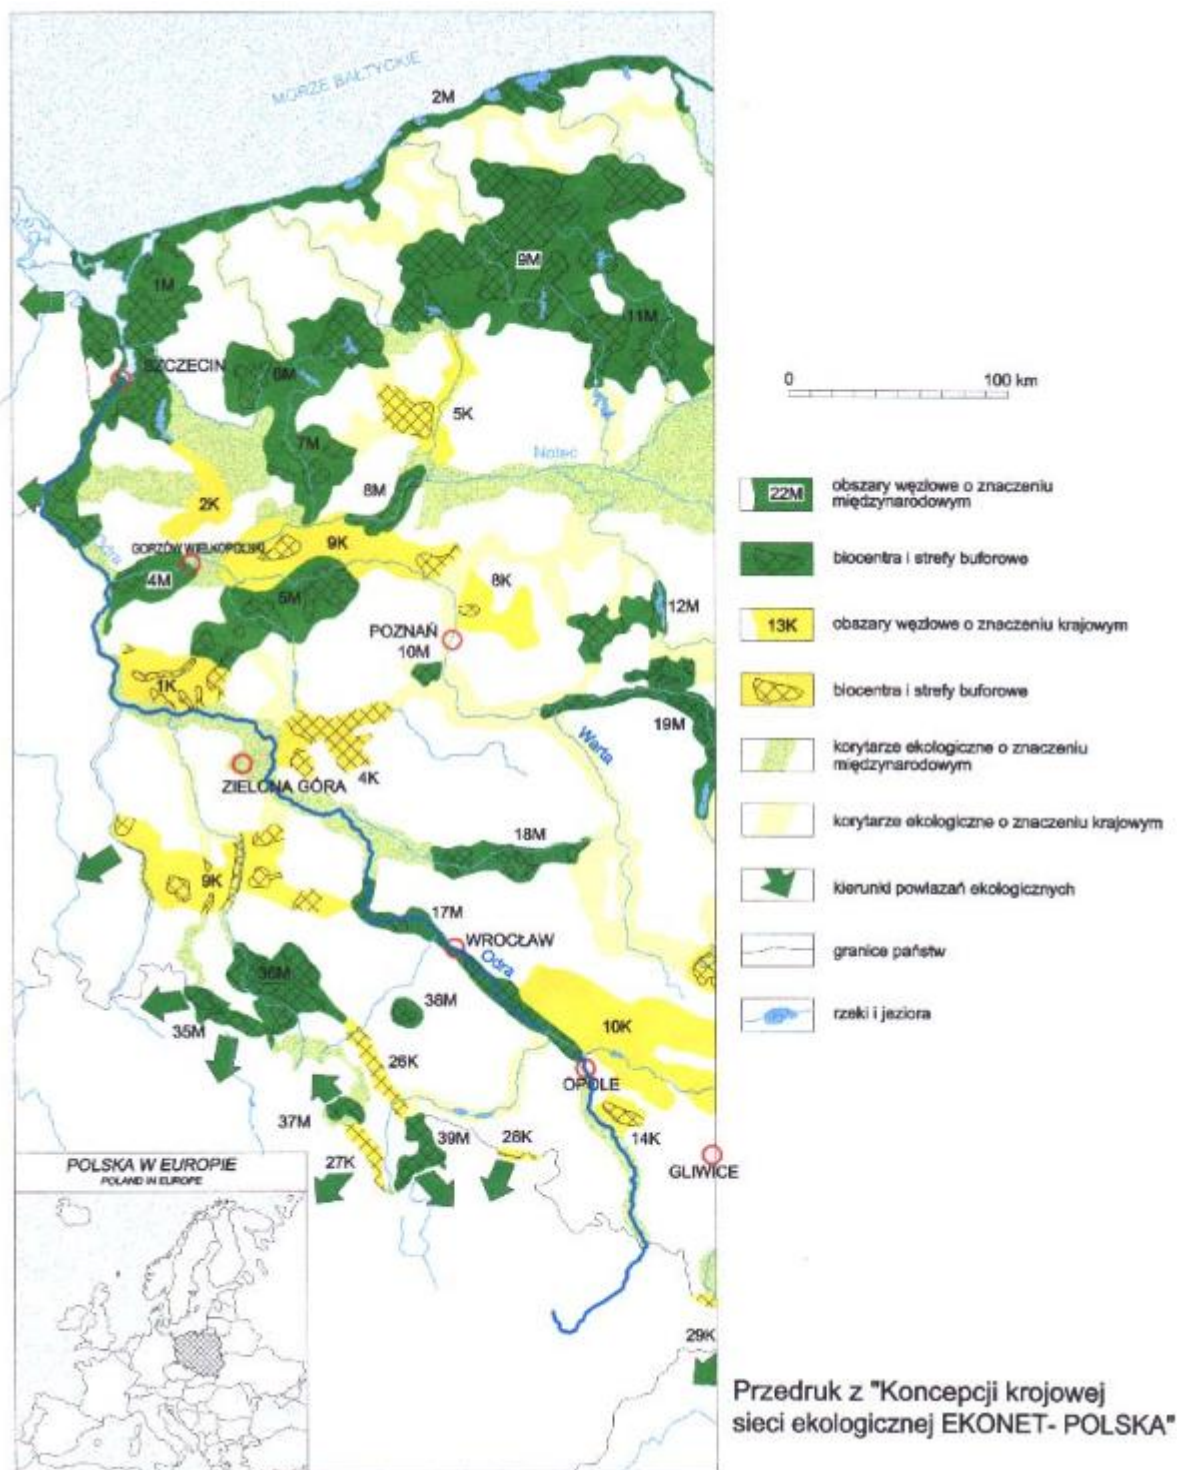 MORZE BAŁTYCKIE
2M
9M
1M
11M
SZCZECIN
6M
5K
7M
Noteć
8M
2K
GORZÓW WIELKOPOLSKI
9K
Odra
4M
5M
8K
12M
POZNAŃ
10M
1K
19M
Warta
4K
ZIELONA GÓRA
18M
9K
17M
WROCŁAW
Odra
36M
38M
10K
35M
26K
OPOLE
37M
39M
28K
14K
27K
GLIWICE
29K
POLSKA W EUROPIE
POLAND IN EUROPE
0 100 km
22M obszary węzłowe o znaczeniu
międzynarodowym
biocentra i strefy buforowe
13K obszary węzłowe o znaczeniu krajowym
biocentra i strefy buforowe
korytarze ekologiczne o znaczeniu
międzynarodowym
korytarze ekologiczne o znaczeniu krajowym
kierunki powiazań ekologicznych
granice państw
rzeki i jeziora
Przedruk z "Koncepcji krojowej
sieci ekologicznej EKONET- POLSKA"